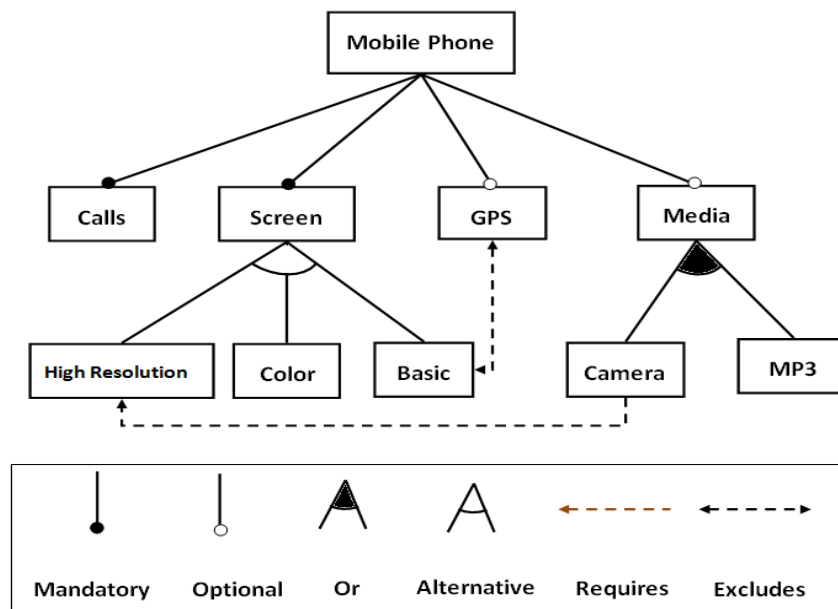 Mobile Phone
Calls
Screen
GPS
Media
High Resolution
Color
Basic
Camera
MP3
Mandatory
Optional
Or
Alternative
Requires
Excludes